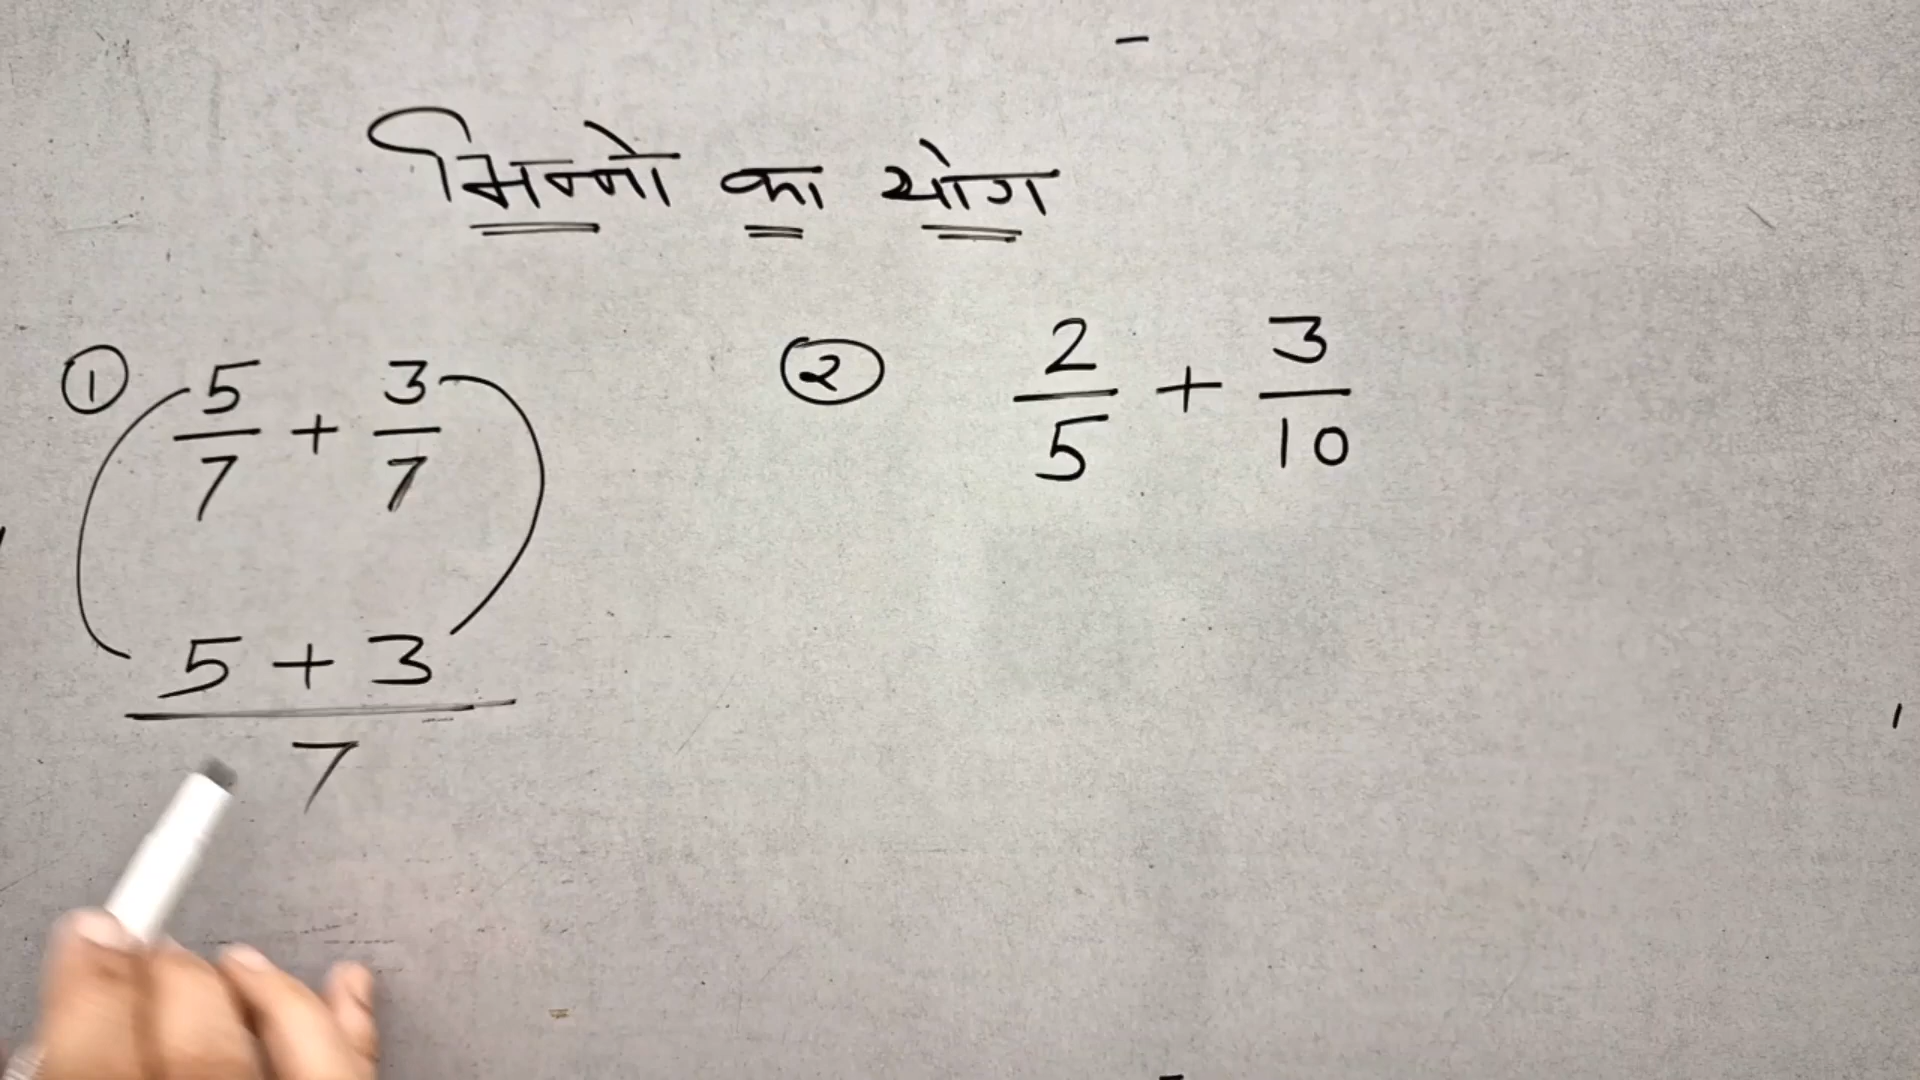 भिन्नो का योग
① 5/7 + 3/7
5 + 3
7
② 2/5 + 3/10